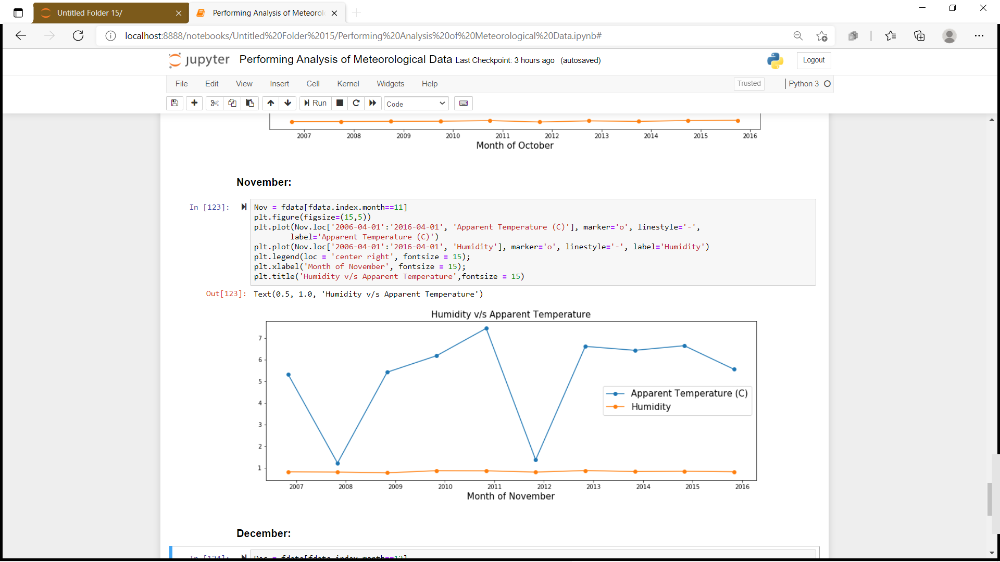 Untitled Folder 15/
Performing Analysis of Meteorol
localhost:8888/notebooks/Untitled%20Folder%2015/Performing%20Analysis%20of%20Meteorological%20Data.ipynb#
jupyter Performing Analysis of Meteorological Data Last Checkpoint: 3 hours ago (autosaved)
Logout
File Edit View Insert Cell Kernel Widgets Help
Trusted
Python 3
Run
Code
2007 2008 2009 2010 2011 2012 2013 2014 2015 2016
Month of October
November:
In [123]:
Nov = fdata[fdata.index.month==11]
plt.figure(figsize=(15,5))
plt.plot(Nov.loc['2006-04-01':'2016-04-01', 'Apparent Temperature (C)'], marker='o', linestyle='-',
label='Apparent Temperature (C)')
plt.plot(Nov.loc['2006-04-01':'2016-04-01', 'Humidity'], marker='o', linestyle='-', label='Humidity')
plt.legend(loc = 'center right', fontsize = 15);
plt.xlabel('Month of November', fontsize = 15);
plt.title('Humidity v/s Apparent Temperature',fontsize = 15)
Out[123]: Text(0.5, 1.0, 'Humidity v/s Apparent Temperature')
Humidity v/s Apparent Temperature
7
6
5
4
3
2
1
Apparent Temperature (C)
Humidity
2007 2008 2009 2010 2011 2012 2013 2014 2015 2016
Month of November
December:
In [124]: Dec = fdata[fdata.index.month==12]